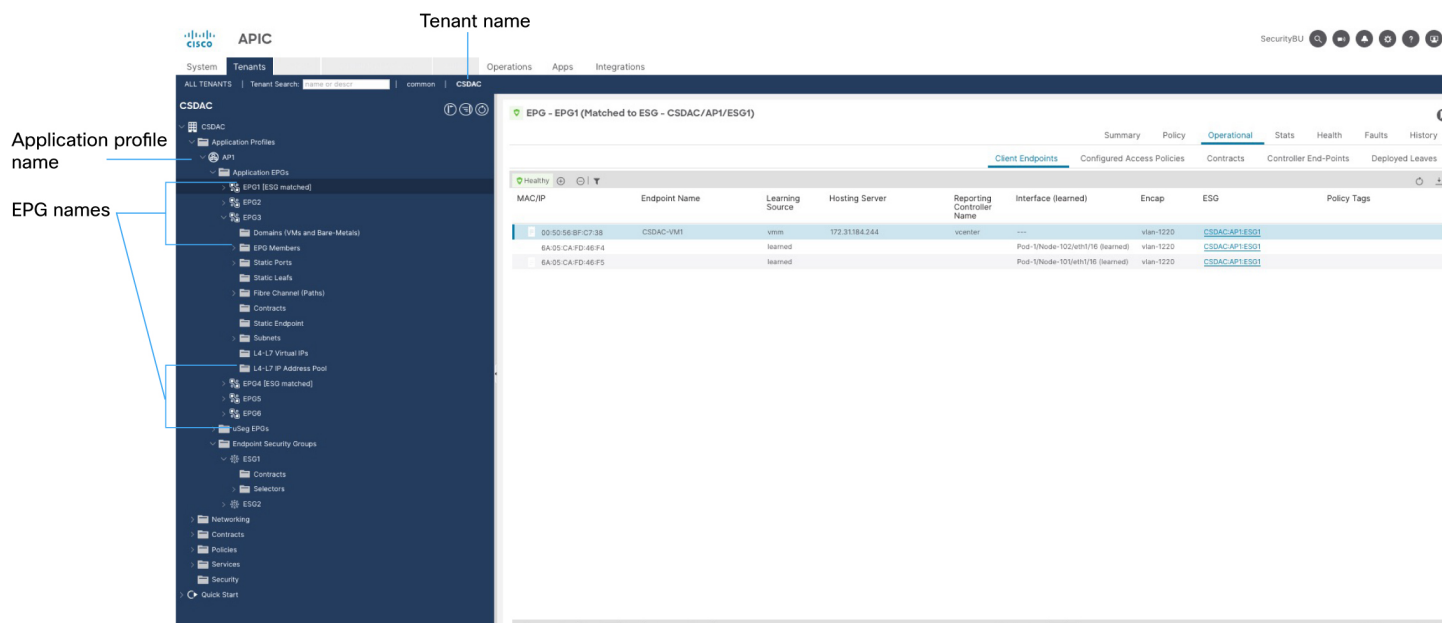 Tenant name
CISCO APIC SecurityBU
System Tenants Operations Apps Integrations
ALL TENANTS | Tenant Search: name or descr | common | CSDAC
CSDAC
CSDAC
Application Profiles
AP1
Application EPGs
EPG1 [ESG matched]
EPG2
EPG3
Domains (VMs and Bare-Metals)
EPG Members
Static Ports
Static Leafs
Fibre Channel (Paths)
Contracts
Static Endpoint
Subnets
L4-L7 Virtual IPs
L4-L7 IP Address Pool
EPG4 [ESG matched]
EPG5
EPG6
uSeg EPGs
Endpoint Security Groups
ESG1
Contracts
Selectors
ESG2
Networking
Contracts
Policies
Services
Security
Quick Start
Application profile
name
EPG names
EPG - EPG1 (Matched to ESG - CSDAC/AP1/ESG1)
Summary Policy Operational Stats Health Faults History
Client Endpoints Configured Access Policies Contracts Controller End-Points Deployed Leaves
Healthy
MAC/IP Endpoint Name Learning Source Hosting Server Reporting Controller Name Interface (learned) Encap ESG Policy Tags
00:50:56:BF:C7:38 CSDAC-VM1 vmm 172.31.184.244 vcenter --- vlan-1220 CSDAC:AP1:ESG1
6A:05:CA:FD:46:F4 learned Pod-1/Node-102/eth1/16 (learned) vlan-1220 CSDAC:AP1:ESG1
6A:05:CA:FD:46:F5 learned Pod-1/Node-101/eth1/16 (learned) vlan-1220 CSDAC:AP1:ESG1